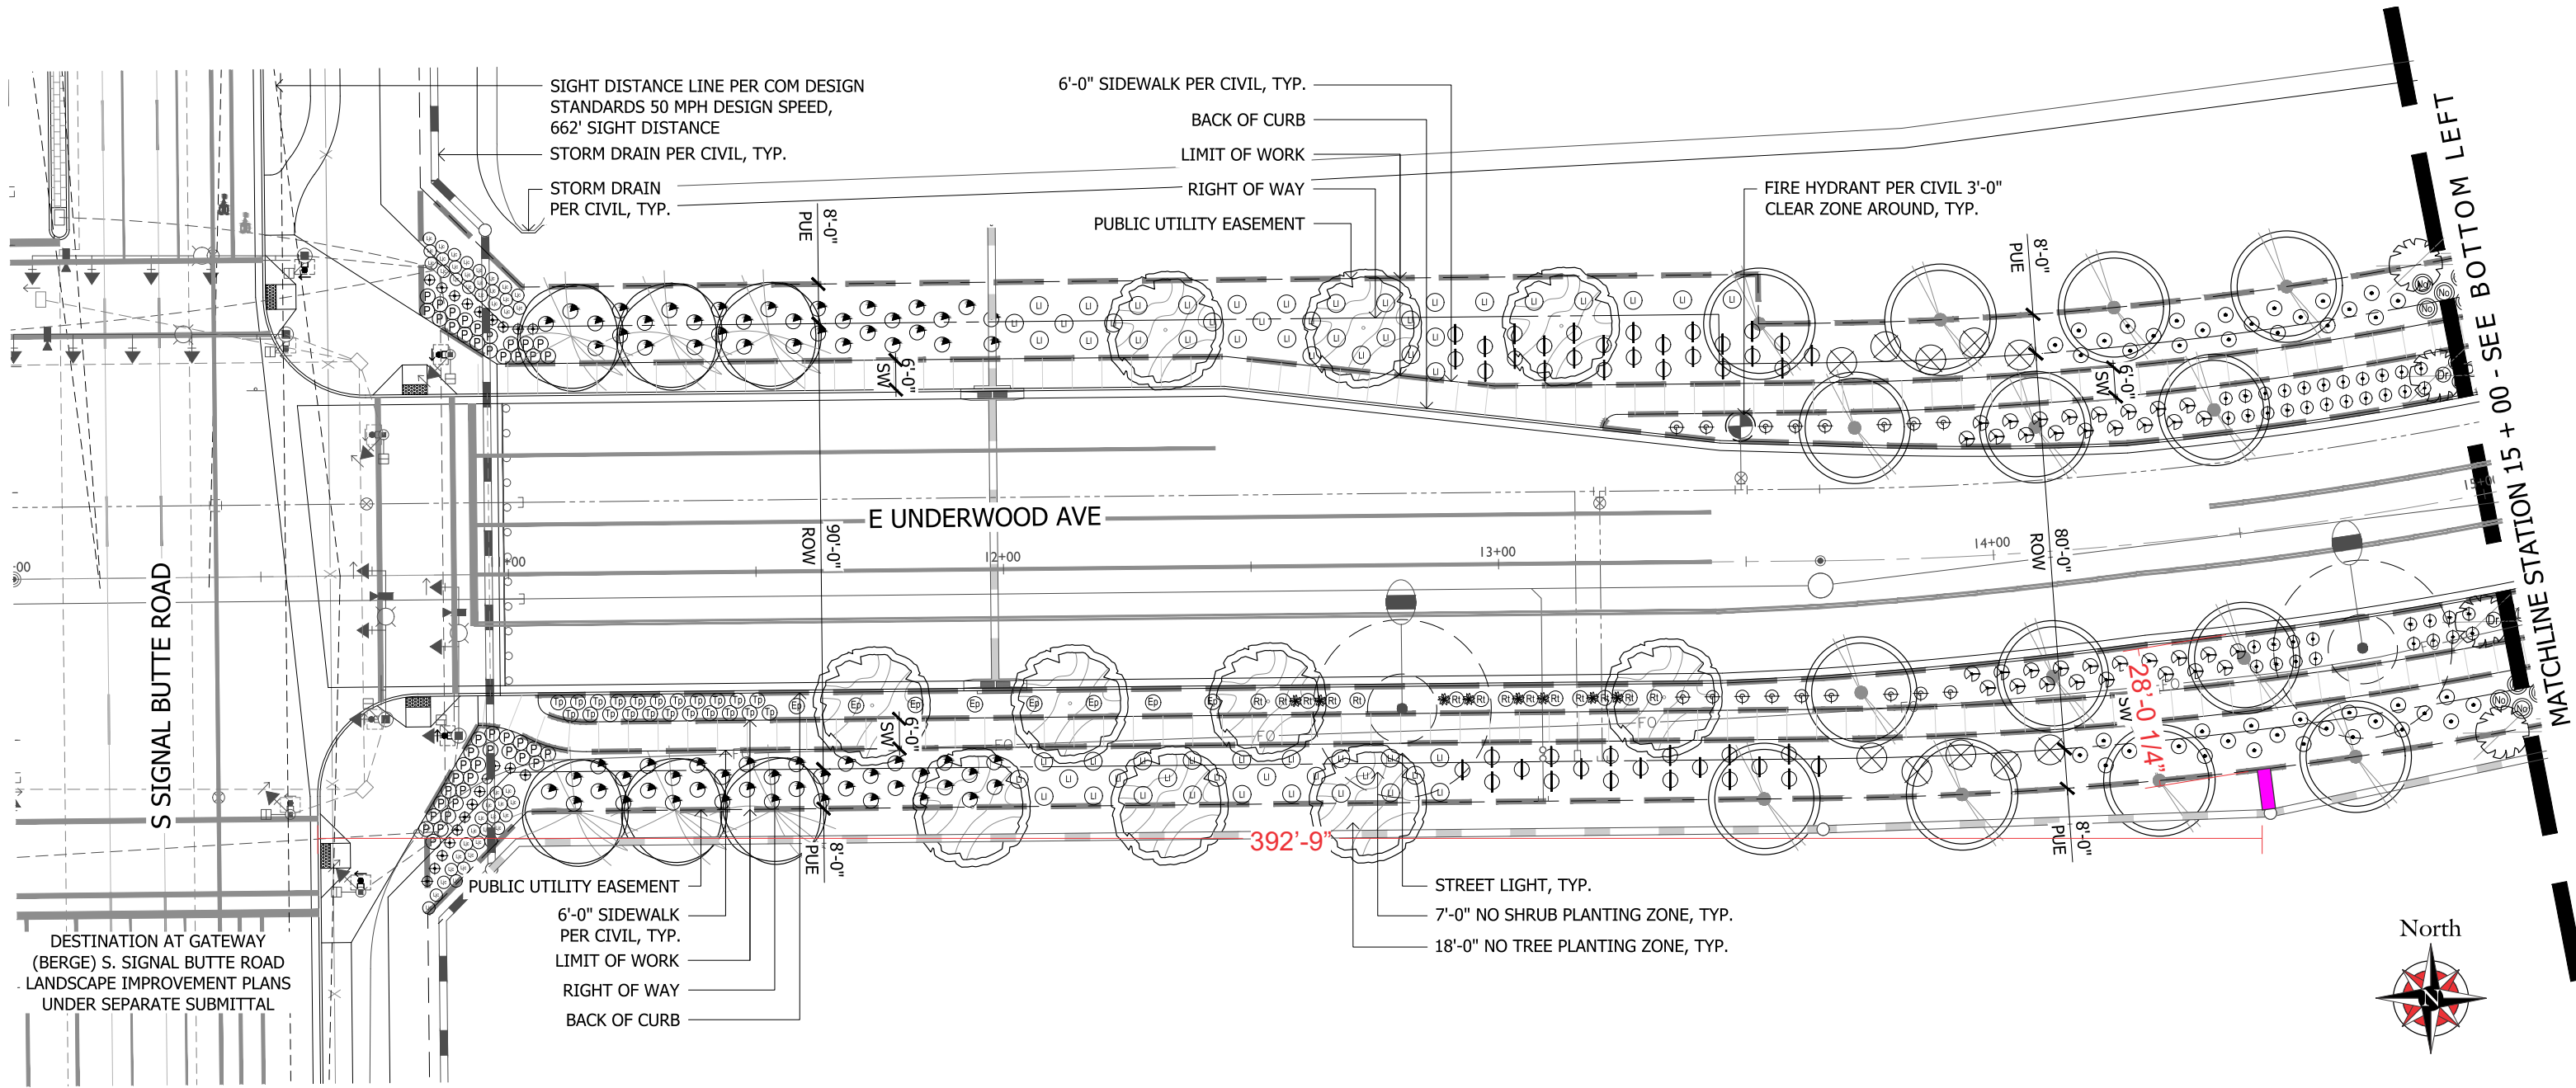 SIGHT DISTANCE LINE PER COM DESIGN
STANDARDS 50 MPH DESIGN SPEED,
662' SIGHT DISTANCE
STORM DRAIN PER CIVIL, TYP.
STORM DRAIN
PER CIVIL, TYP.
6'-0" SIDEWALK PER CIVIL, TYP.
BACK OF CURB
LIMIT OF WORK
RIGHT OF WAY
PUBLIC UTILITY EASEMENT
FIRE HYDRANT PER CIVIL 3'-0"
CLEAR ZONE AROUND, TYP.
8'-0"
PUE
8'-0"
PUE
6'-0"
SW
6'-0"
SW
MATCHLINE STATION 15 + 00 - SEE BOTTOM LEFT
E UNDERWOOD AVE
S SIGNAL BUTTE ROAD
90'-0"
ROW
80'-0"
ROW
12+00
13+00
14+00
6'-0"
SW
SW
28'-0 1/4"
FO
FO
FO
FO
392'-9"
8'-0"
PUE
8'-0"
PUE
PUBLIC UTILITY EASEMENT
6'-0" SIDEWALK
PER CIVIL, TYP.
LIMIT OF WORK
RIGHT OF WAY
BACK OF CURB
STREET LIGHT, TYP.
7'-0" NO SHRUB PLANTING ZONE, TYP.
18'-0" NO TREE PLANTING ZONE, TYP.
DESTINATION AT GATEWAY
(BERGE) S. SIGNAL BUTTE ROAD
LANDSCAPE IMPROVEMENT PLANS
UNDER SEPARATE SUBMITTAL
North
N